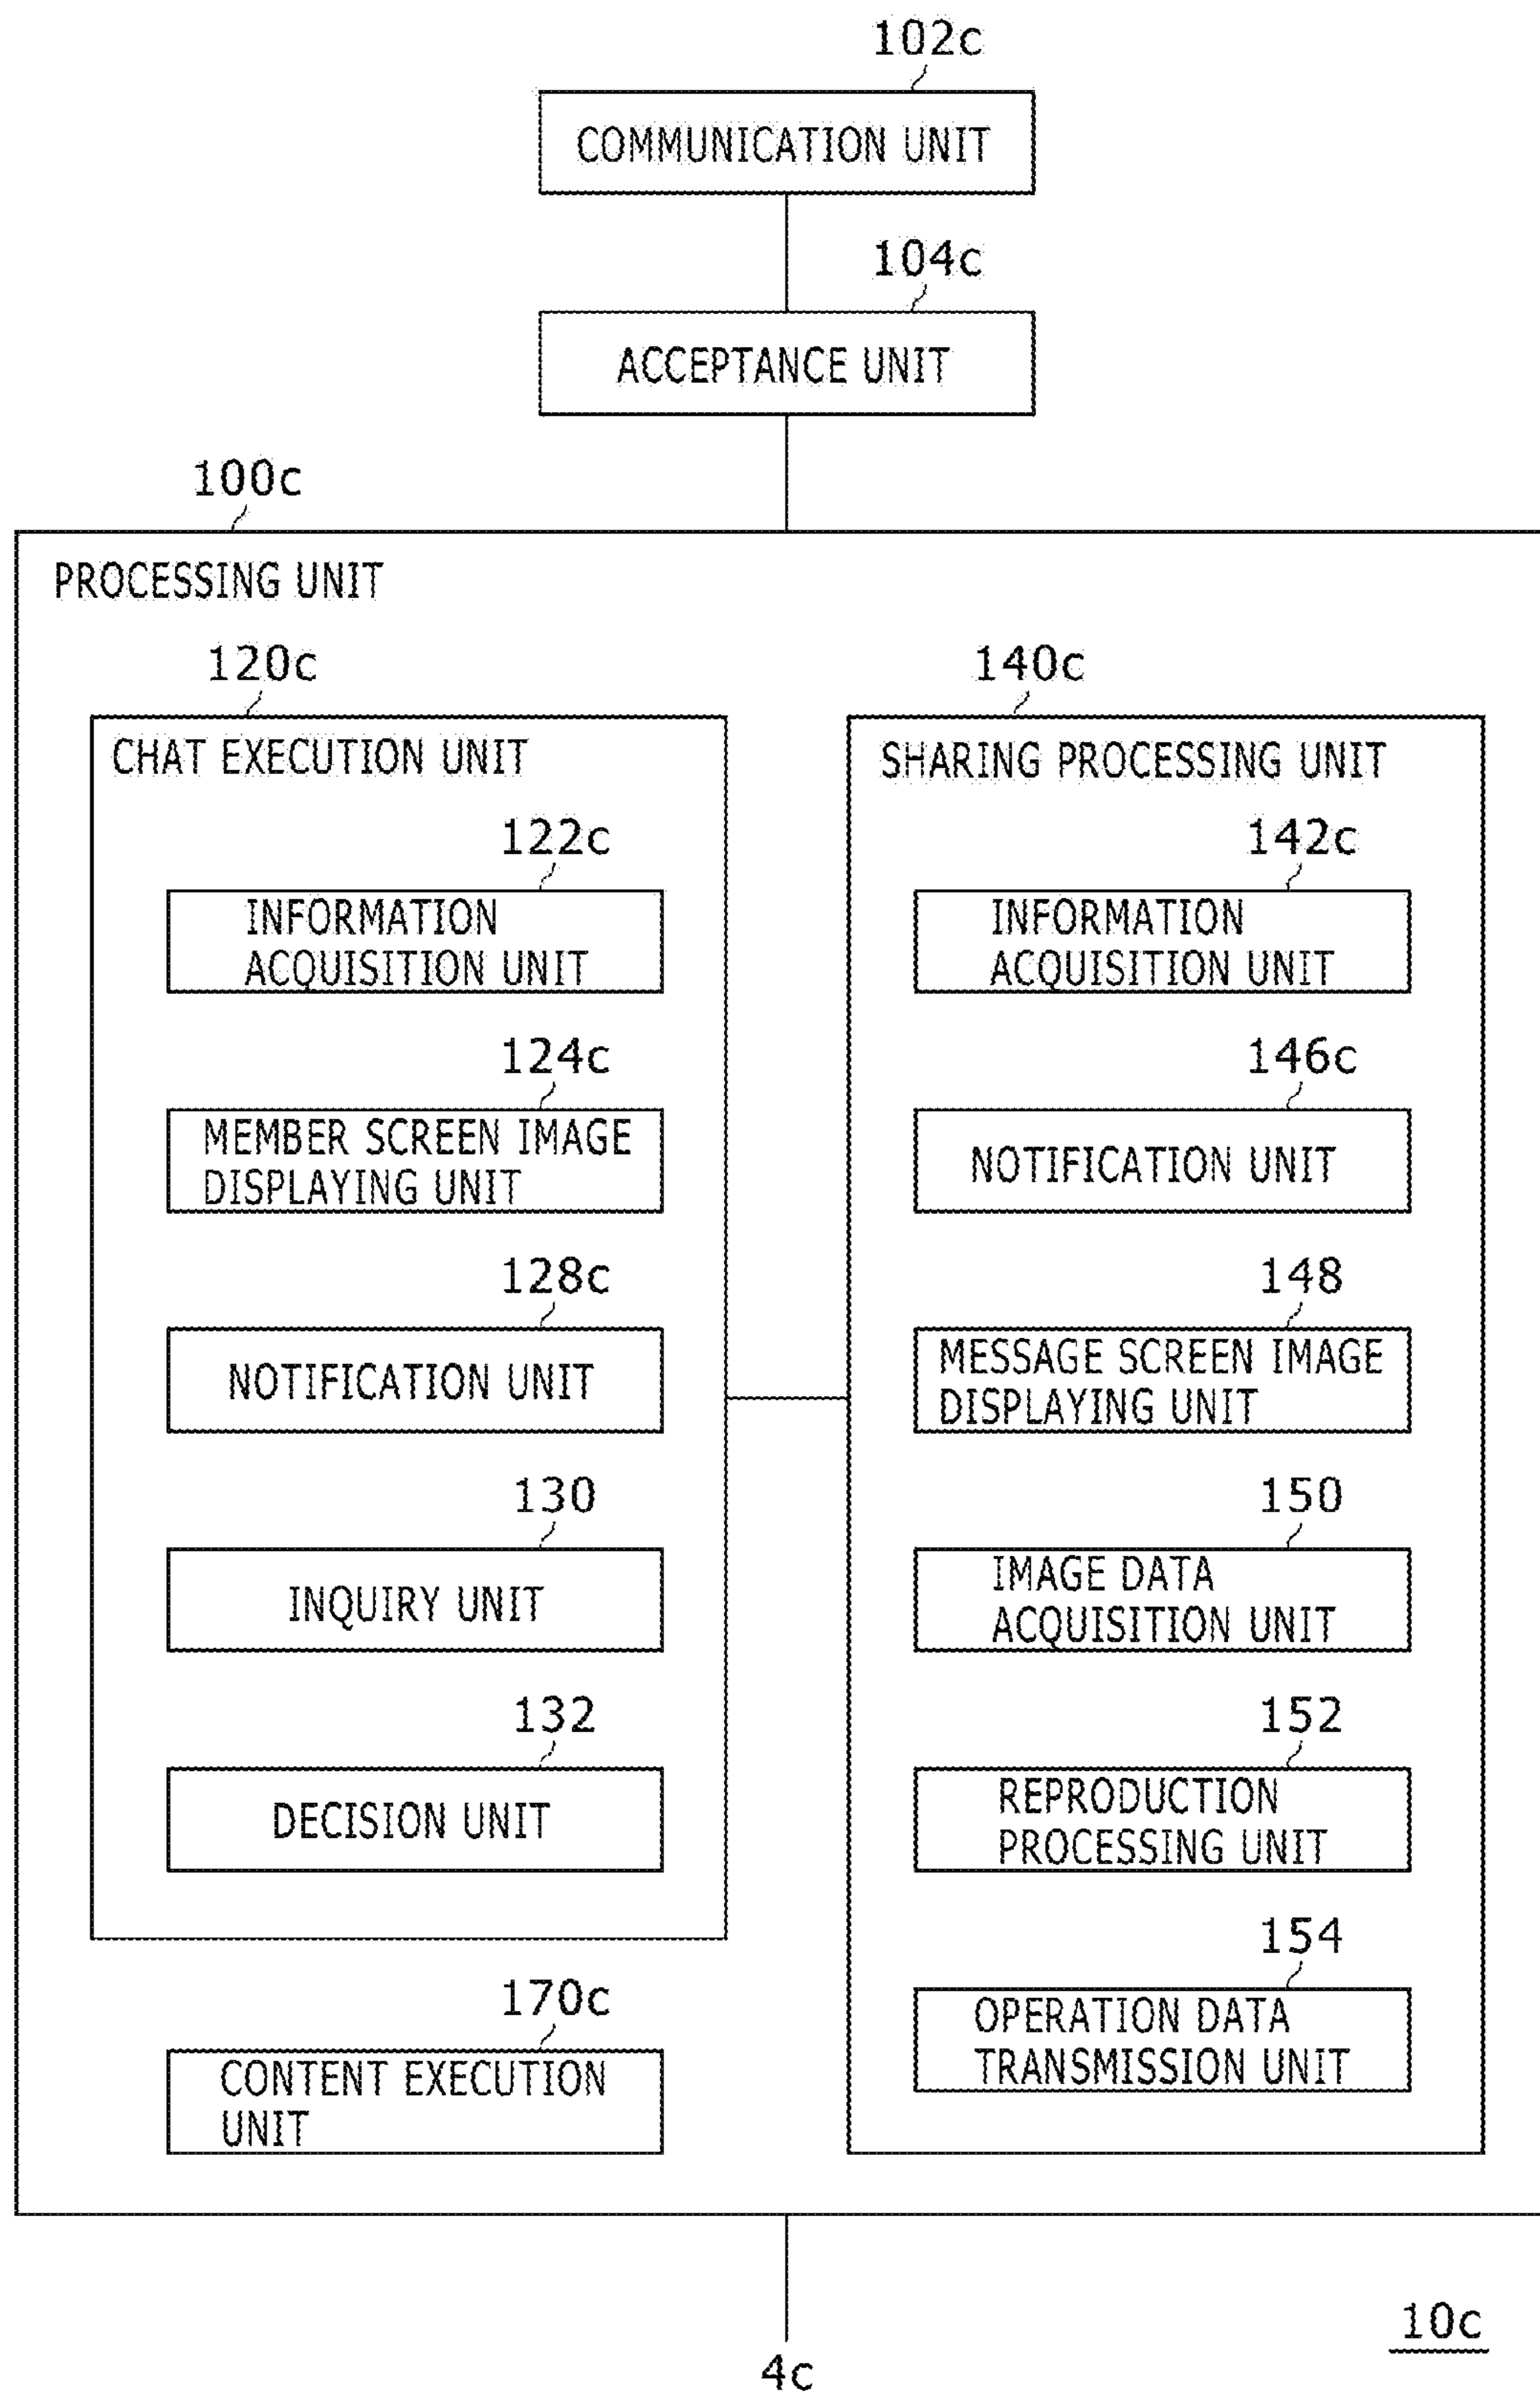 102c
COMMUNICATION UNIT
104c
ACCEPTANCE UNIT
100c
PROCESSING UNIT
120c
CHAT EXECUTION UNIT
122c
INFORMATION
ACQUISITION UNIT
124c
MEMBER SCREEN IMAGE
DISPLAYING UNIT
128c
NOTIFICATION UNIT
130
INQUIRY UNIT
132
DECISION UNIT
170c
CONTENT EXECUTION
UNIT
140c
SHARING PROCESSING UNIT
142c
INFORMATION
ACQUISITION UNIT
146c
NOTIFICATION UNIT
148
MESSAGE SCREEN IMAGE
DISPLAYING UNIT
150
IMAGE DATA
ACQUISITION UNIT
152
REPRODUCTION
PROCESSING UNIT
154
OPERATION DATA
TRANSMISSION UNIT
4c
10c